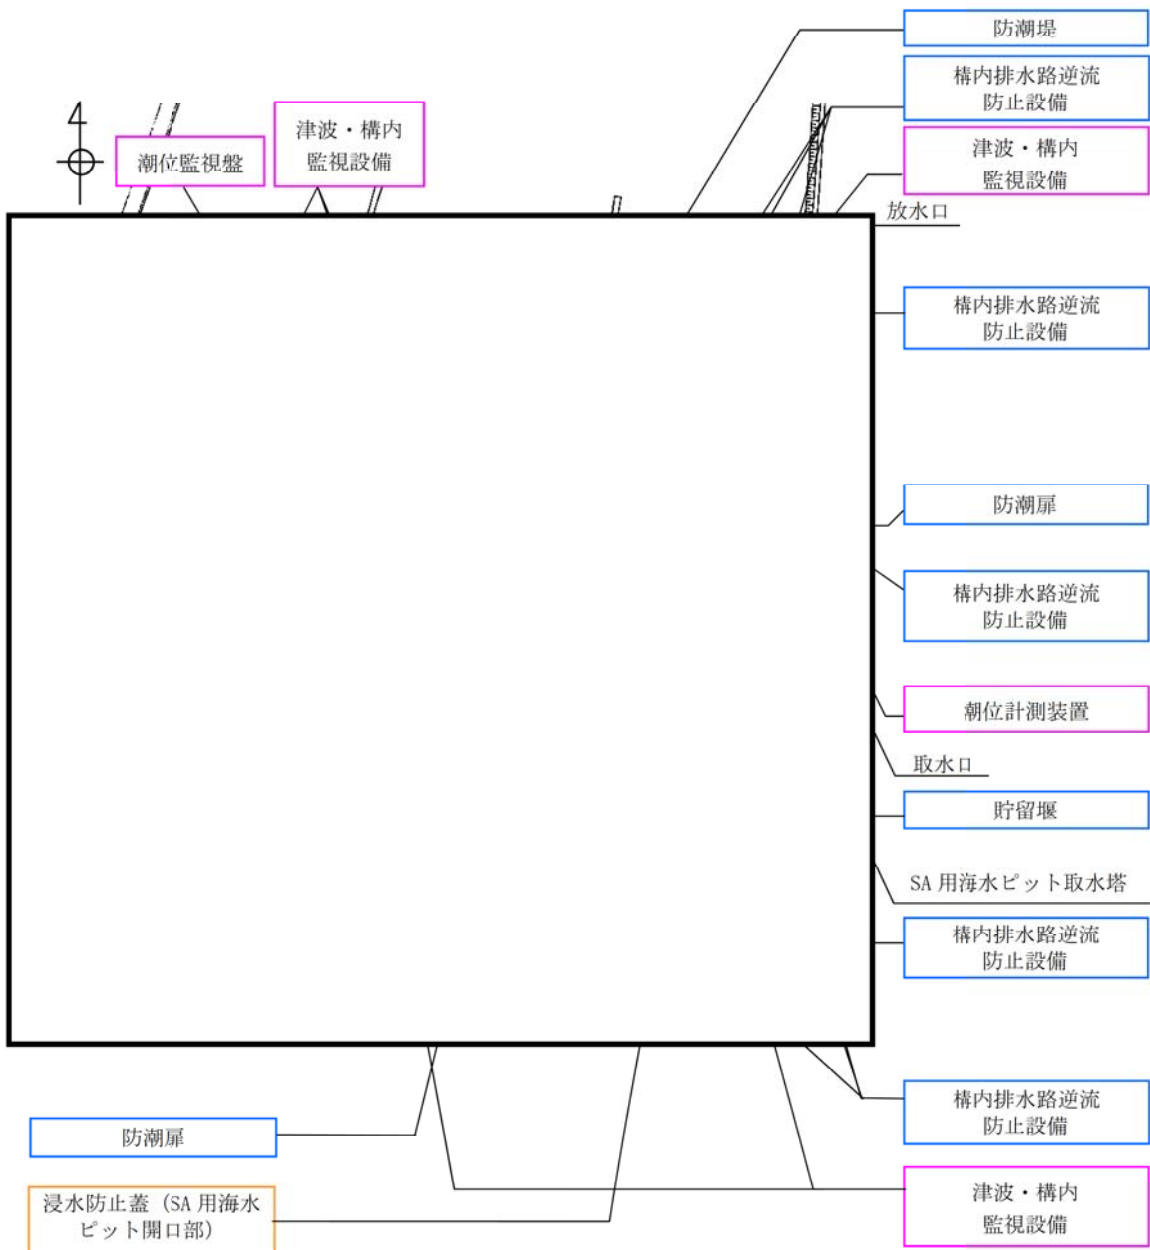 防潮堤
構内排水路逆流
防止設備
津波・構内
監視設備
潮位監視盤
津波・構内
監視設備
放水口
構内排水路逆流
防止設備
防潮扉
構内排水路逆流
防止設備
潮位計測装置
取水口
貯留堰
SA 用海水ピット取水塔
構内排水路逆流
防止設備
構内排水路逆流
防止設備
防潮扉
津波・構内
監視設備
浸水防止蓋（SA 用海水
ピット開口部）